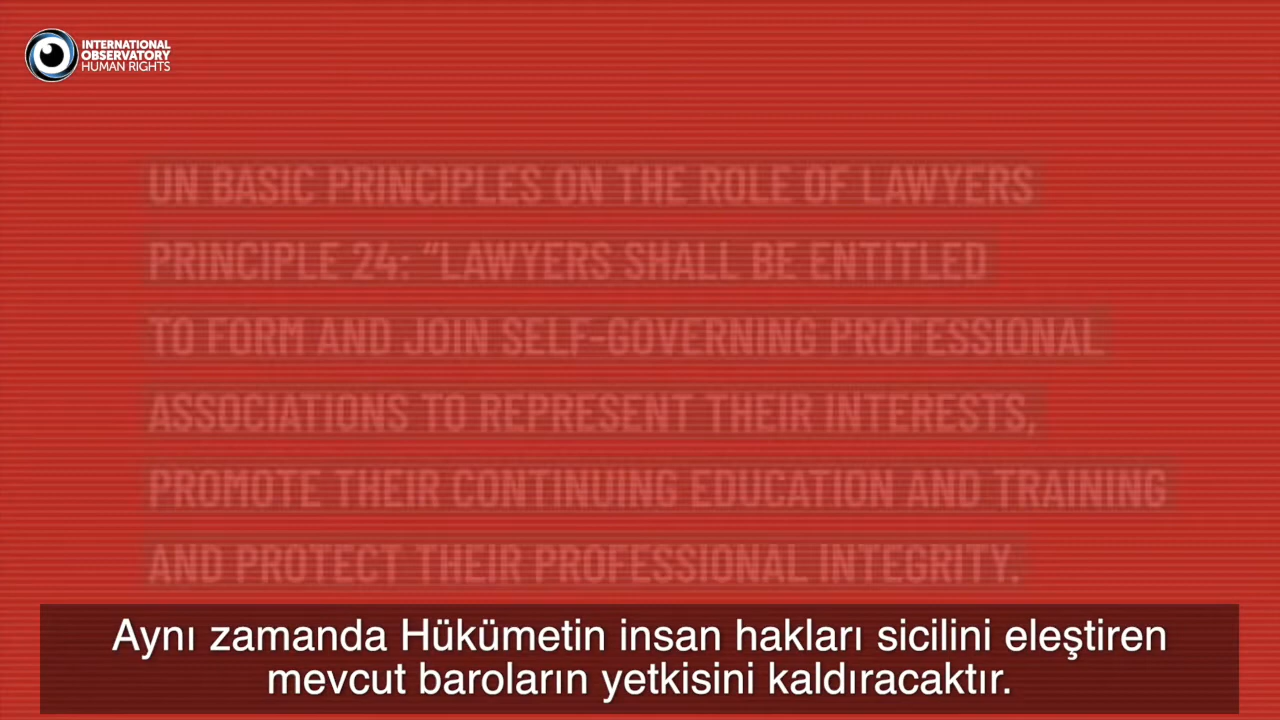 INTERNATIONAL
OBSERVATORY
HUMAN RIGHTS
UN BASIC PRINCIPLES ON THE ROLE OF LAWYERS
PRINCIPLE 24: “LAWYERS SHALL BE ENTITLED
TO FORM AND JOIN SELF-GOVERNING PROFESSIONAL
ASSOCIATIONS TO REPRESENT THEIR INTERESTS,
PROMOTE THEIR CONTINUING EDUCATION AND TRAINING
AND PROTECT THEIR PROFESSIONAL INTEGRITY.
Aynı zamanda Hükümetin insan hakları sicilini eleştiren
mevcut baroların yetkisini kaldıracaktır.